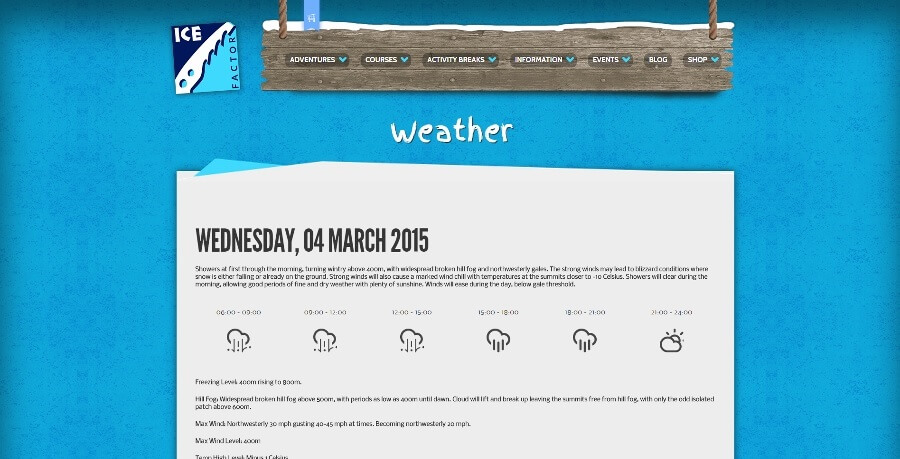 ICE
FACTOR
ADVENTURES COURSES ACTIVITY BREAKS INFORMATION EVENTS BLOG SHOP
Weather
WEDNESDAY, 04 MARCH 2015
Showers at first through the morning, turning wintry above 400m, with widespread broken hill fog and northwesterly gales. The strong winds may lead to blizzard conditions where
snow is either falling or already on the ground. Strong winds will also cause a marked wind chill with temperatures at the summits closer to -10 Celsius. Showers will clear during the
morning, allowing good periods of fine and dry weather with plenty of sunshine. Winds will ease during the day, below gale threshold.
06:00 - 09:00 09:00 - 12:00 12:00 - 15:00 15:00 - 18:00 18:00 - 21:00 21:00 - 24:00
Freezing Level: 400m rising to 800m.
Hill Fog: Widespread broken hill fog above 500m, with periods as low as 400m until dawn. Cloud will lift and break up leaving the summits free from hill fog, with only the odd isolated
patch above 600m.
Max Wind: Northwesterly 30 mph gusting 40-45 mph at times. Becoming northwesterly 20 mph.
Max Wind Level: 400m
Temp High Level: Minus 1 Celsius